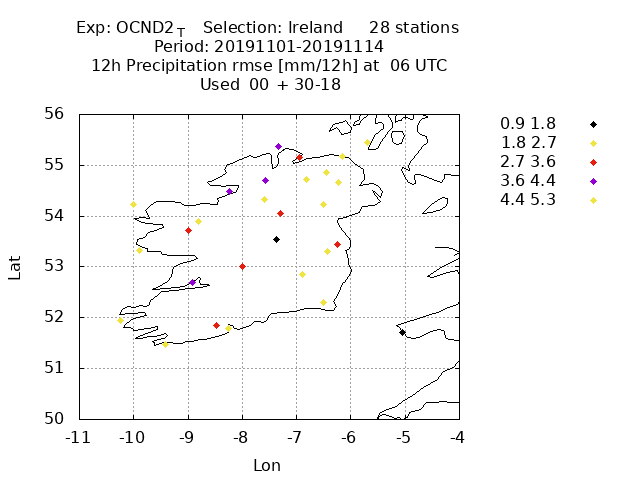 Exp: OCND2_T Selection: Ireland 28 stations
Period: 20191101-20191114
12h Precipitation rmse [mm/12h] at 06 UTC
Used 00 + 30-18
56
55
54
53
52
51
50
-11 -10 -9 -8 -7 -6 -5 -4
Lat
Lon
0.9 1.8
1.8 2.7
2.7 3.6
3.6 4.4
4.4 5.3